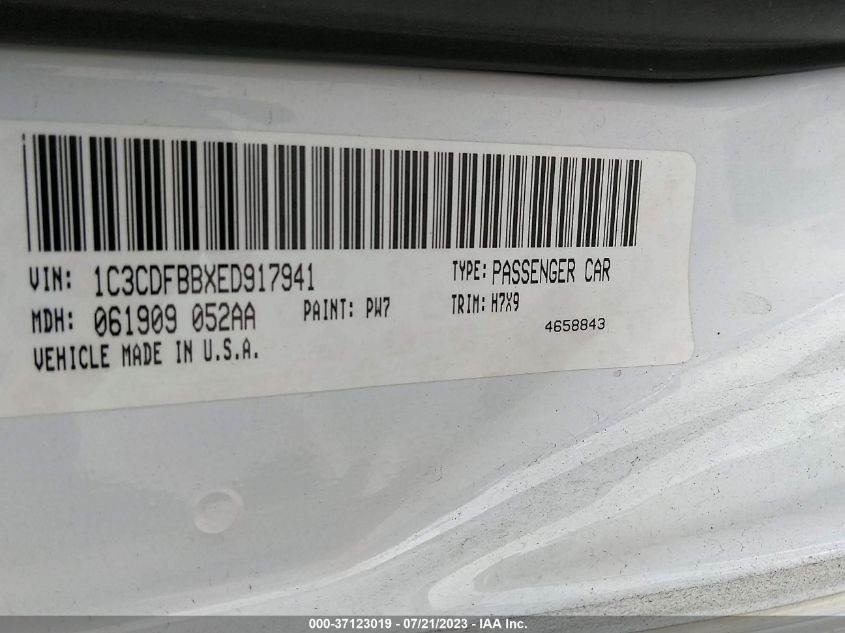 VIN: 1C3CDFBBXED917941 TYPE: PASSENGER CAR
MDH: 061909 052AA PAINT: PW7 TRIM: H7X9
VEHICLE MADE IN U.S.A. 4658843
000-37123019 - 07/21/2023 - IAA Inc.